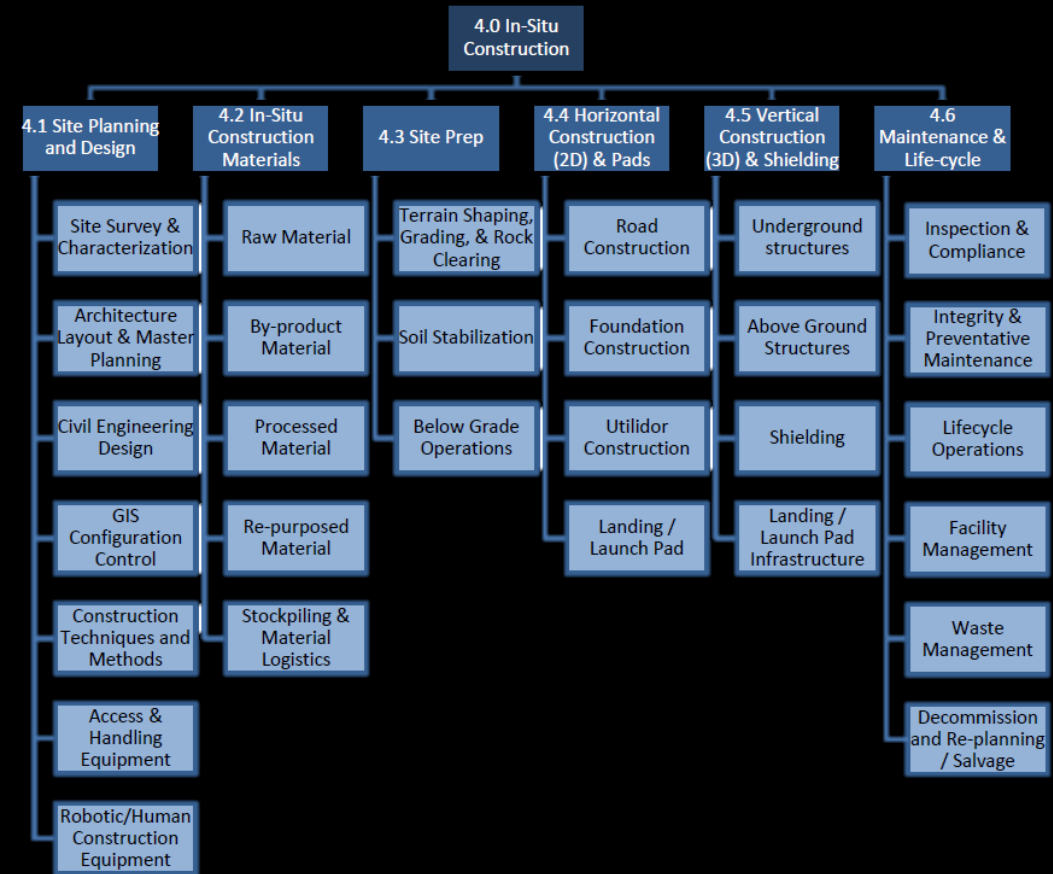 4.0 In-Situ
Construction
4.1 Site Planning
and Design
4.2 In-Situ
Construction
Materials
4.3 Site Prep
4.4 Horizontal
Construction
(2D) & Pads
4.5 Vertical
Construction
(3D) & Shielding
4.6
Maintenance &
Life-cycle
Site Survey &
Characterization
Architecture
Layout & Master
Planning
Civil Engineering
Design
GIS
Configuration
Control
Construction
Techniques and
Methods
Access &
Handling
Equipment
Robotic/Human
Construction
Equipment
Raw Material
By-product
Material
Processed
Material
Re-purposed
Material
Stockpiling &
Material
Logistics
Terrain Shaping,
Grading, & Rock
Clearing
Soil Stabilization
Below Grade
Operations
Road
Construction
Foundation
Construction
Utilidor
Construction
Landing /
Launch Pad
Underground
structures
Above Ground
Structures
Shielding
Landing /
Launch Pad
Infrastructure
Inspection &
Compliance
Integrity &
Preventative
Maintenance
Lifecycle
Operations
Facility
Management
Waste
Management
Decommission
and Re-planning
/ Salvage